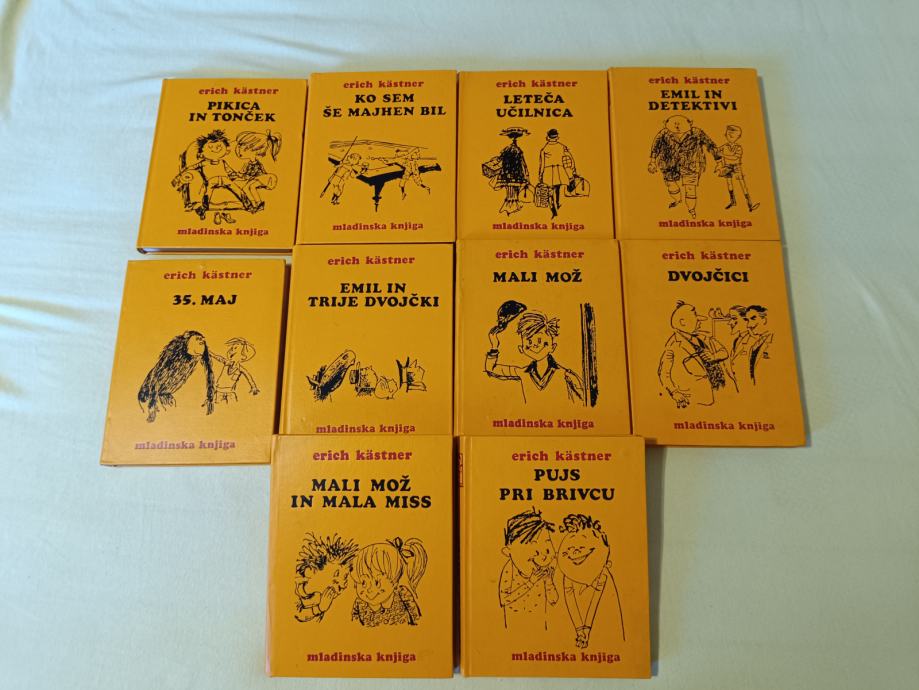 erich kästner
PIKICA
IN TONČEK
mladinska knjiga
erich kästner
KO SEM
ŠE MAJHEN BIL
mladinska knjiga
erich kästner
LETEČA
UČILNICA
mladinska knjiga
erich kästner
EMIL IN
DETEKTIVI
mladinska knjiga
erich kästner
35. MAJ
mladinska knjiga
erich kästner
EMIL IN
TRIJE DVOJČKI
mladinska knjiga
erich kästner
MALI MOŽ
mladinska knjiga
erich kästner
DVOJČICI
mladinska knjiga
erich kästner
MALI MOŽ
IN MALA MISS
mladinska knjiga
erich kästner
PUJS
PRI BRIVCU
mladinska knjiga